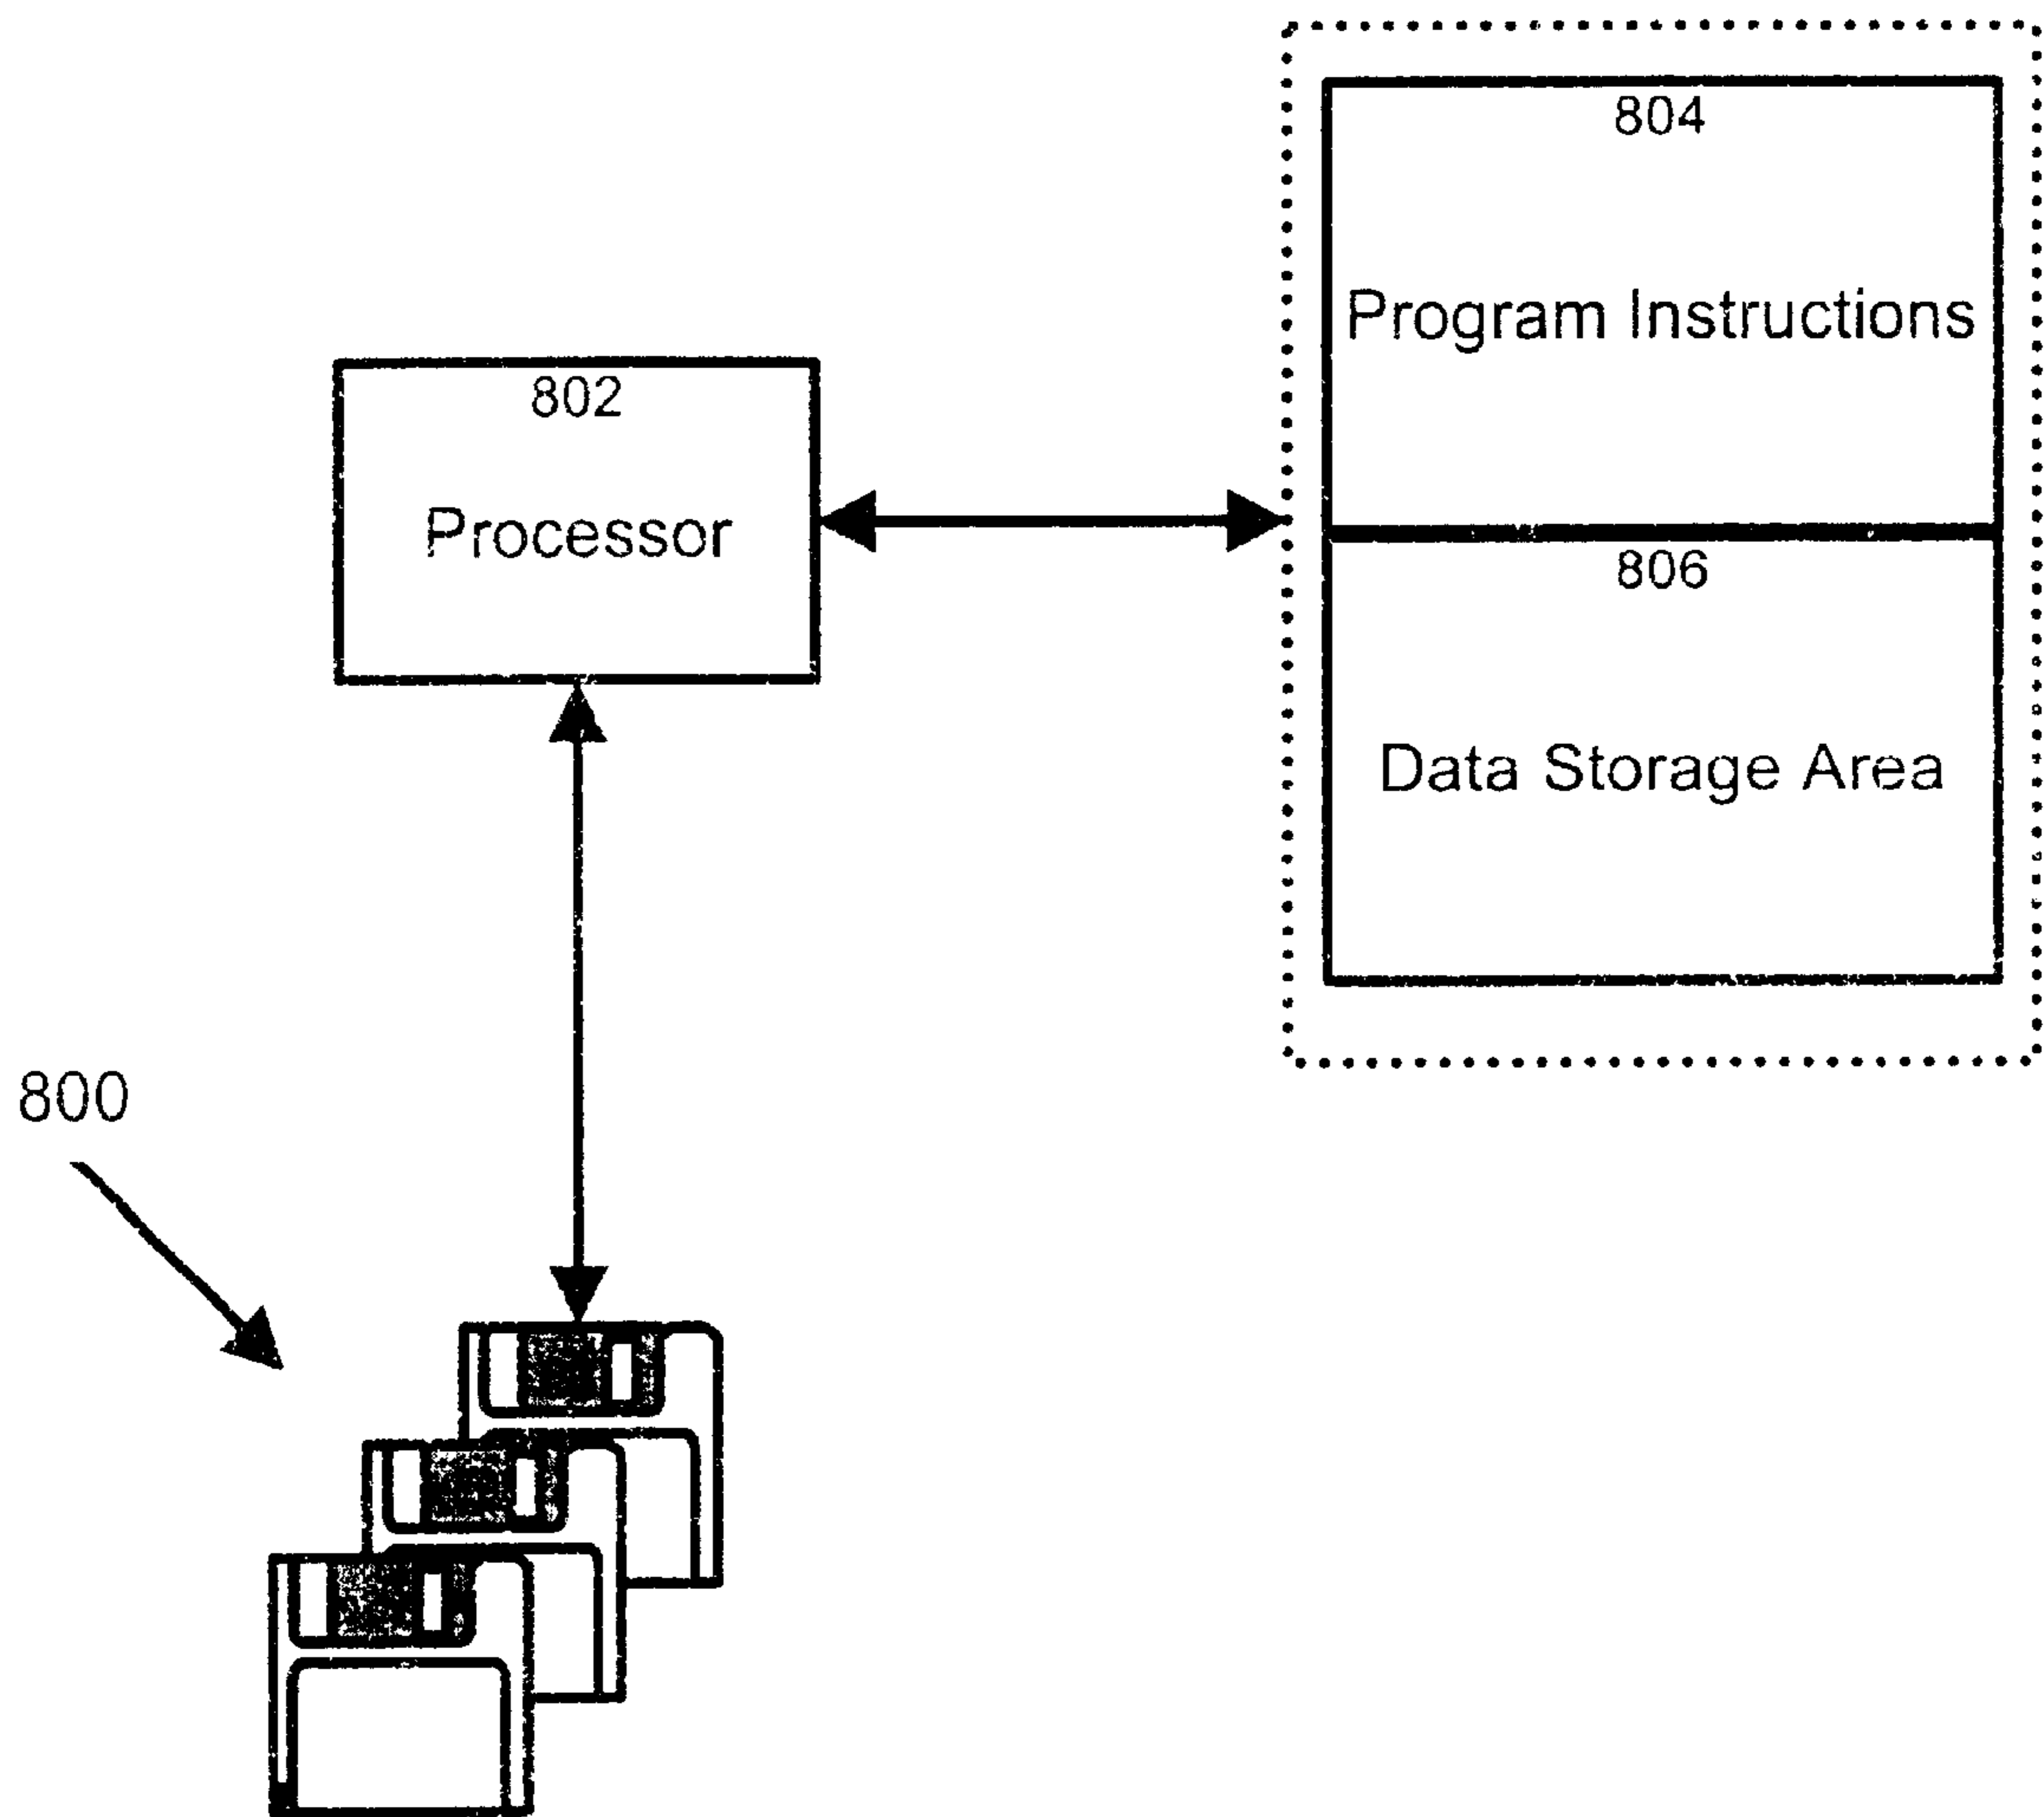 804
Program Instructions
802
Processor
806
Data Storage Area
800